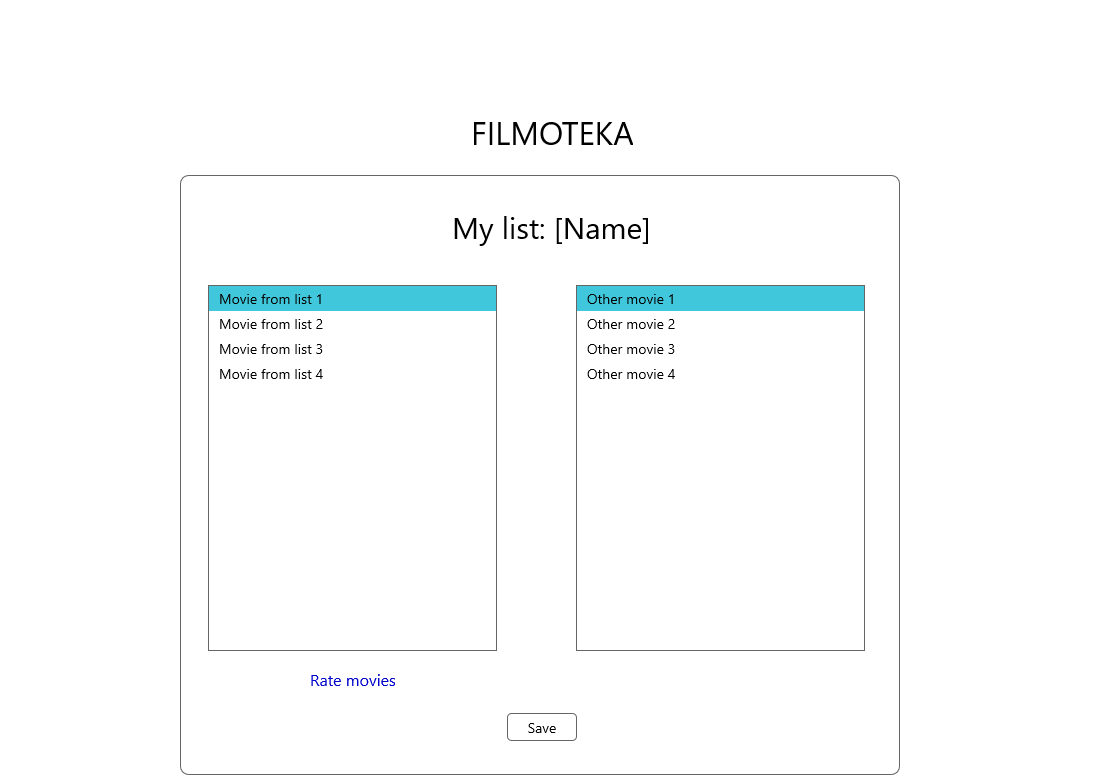 FILMOTEKA
My list: [Name]
Movie from list 1
Movie from list 2
Movie from list 3
Movie from list 4
Other movie 1
Other movie 2
Other movie 3
Other movie 4
Rate movies
Save